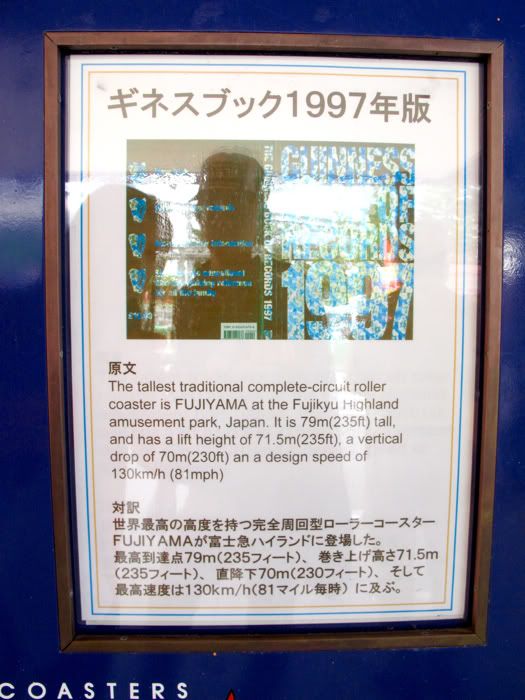 ギネスブック1997年版
GUINNESS
RECORDS
1997
原文
The tallest traditional complete-circuit roller
coaster is FUJIYAMA at the Fujikyu Highland
amusement park, Japan. It is 79m(235ft) tall,
and has a lift height of 71.5m(235ft), a vertical
drop of 70m(230ft) an a design speed of
130km/h (81mph)
対訳
世界最高の高度を持つ完全周回型ローラーコースター
FUJIYAMAが富士急ハイランドに登場した。
最高到達点79m(235フィート)、巻き上げ高さ71.5m
(235フィート)、直降下70m(230フィート)、そして
最高速度は130km/h(81マイル毎時)に及ぶ。
COASTERS